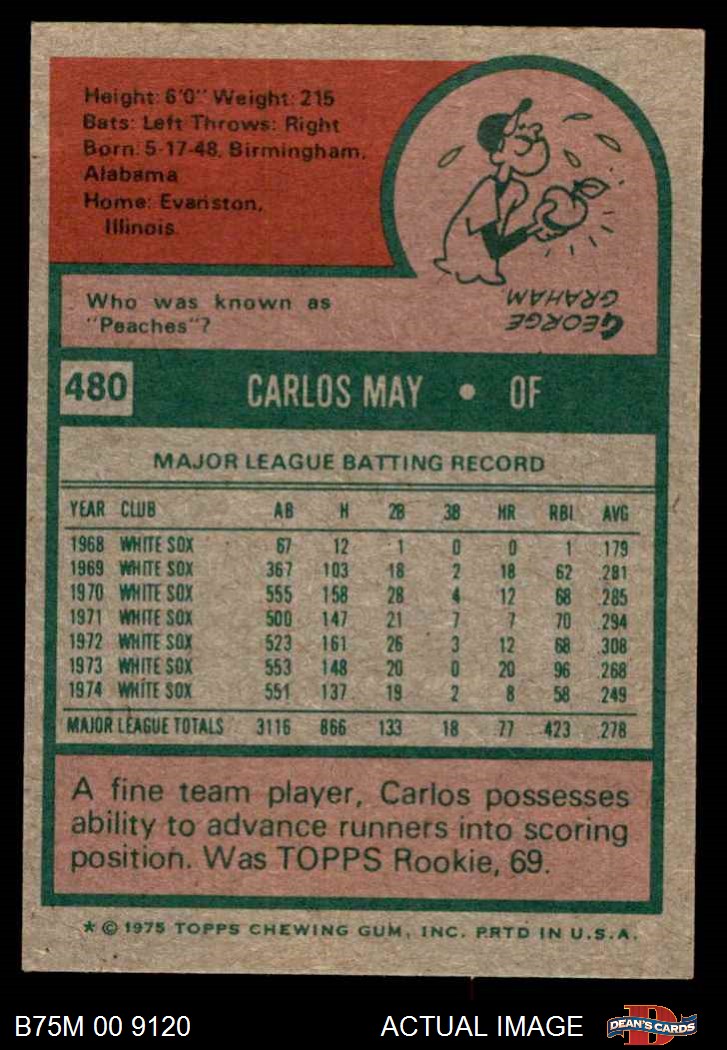 Height: 6'0" Weight: 215
Bats: Left Throws: Right
Born: 5-17-48, Birmingham,
Alabama
Home: Evanston,
Illinois.
Who was known as
"Peaches"?
GEORGE
GRAHAM
480 CARLOS MAY • OF
MAJOR LEAGUE BATTING RECORD
YEAR CLUB AB H 2B 3B HR RBI AVG
1968 WHITE SOX 67 12 1 0 0 1 .179
1969 WHITE SOX 367 103 18 2 18 62 .281
1970 WHITE SOX 555 158 28 4 12 68 .285
1971 WHITE SOX 500 147 21 7 7 70 .294
1972 WHITE SOX 523 161 26 3 12 68 .308
1973 WHITE SOX 553 148 20 0 20 96 .268
1974 WHITE SOX 551 137 19 2 8 58 .249
MAJOR LEAGUE TOTALS 3116 866 133 18 77 423 .278
A fine team player, Carlos possesses
ability to advance runners into scoring
position. Was TOPPS Rookie, 69.
* © 1975 TOPPS CHEWING GUM, INC. PRTD IN U.S.A.
B75M 00 9120 ACTUAL IMAGE DEAN'S CARDS